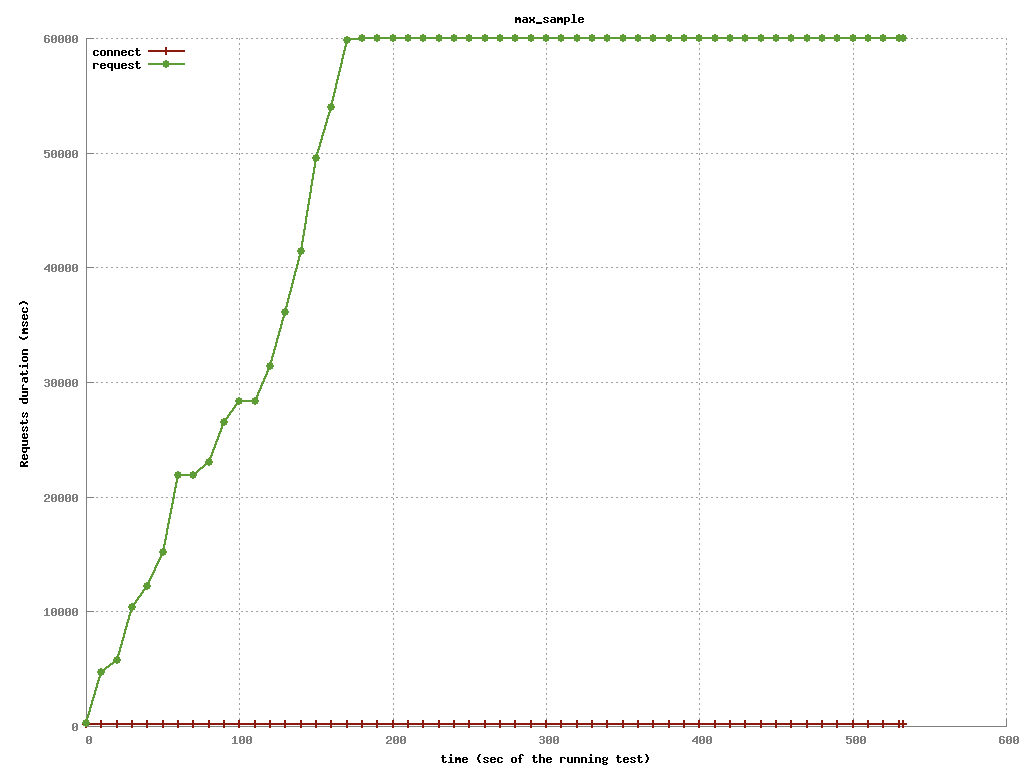 max_sample
60000
connect
request
50000
40000
30000
20000
10000
0
0 100 200 300 400 500 600
Requests duration (msec)
time (sec of the running test)